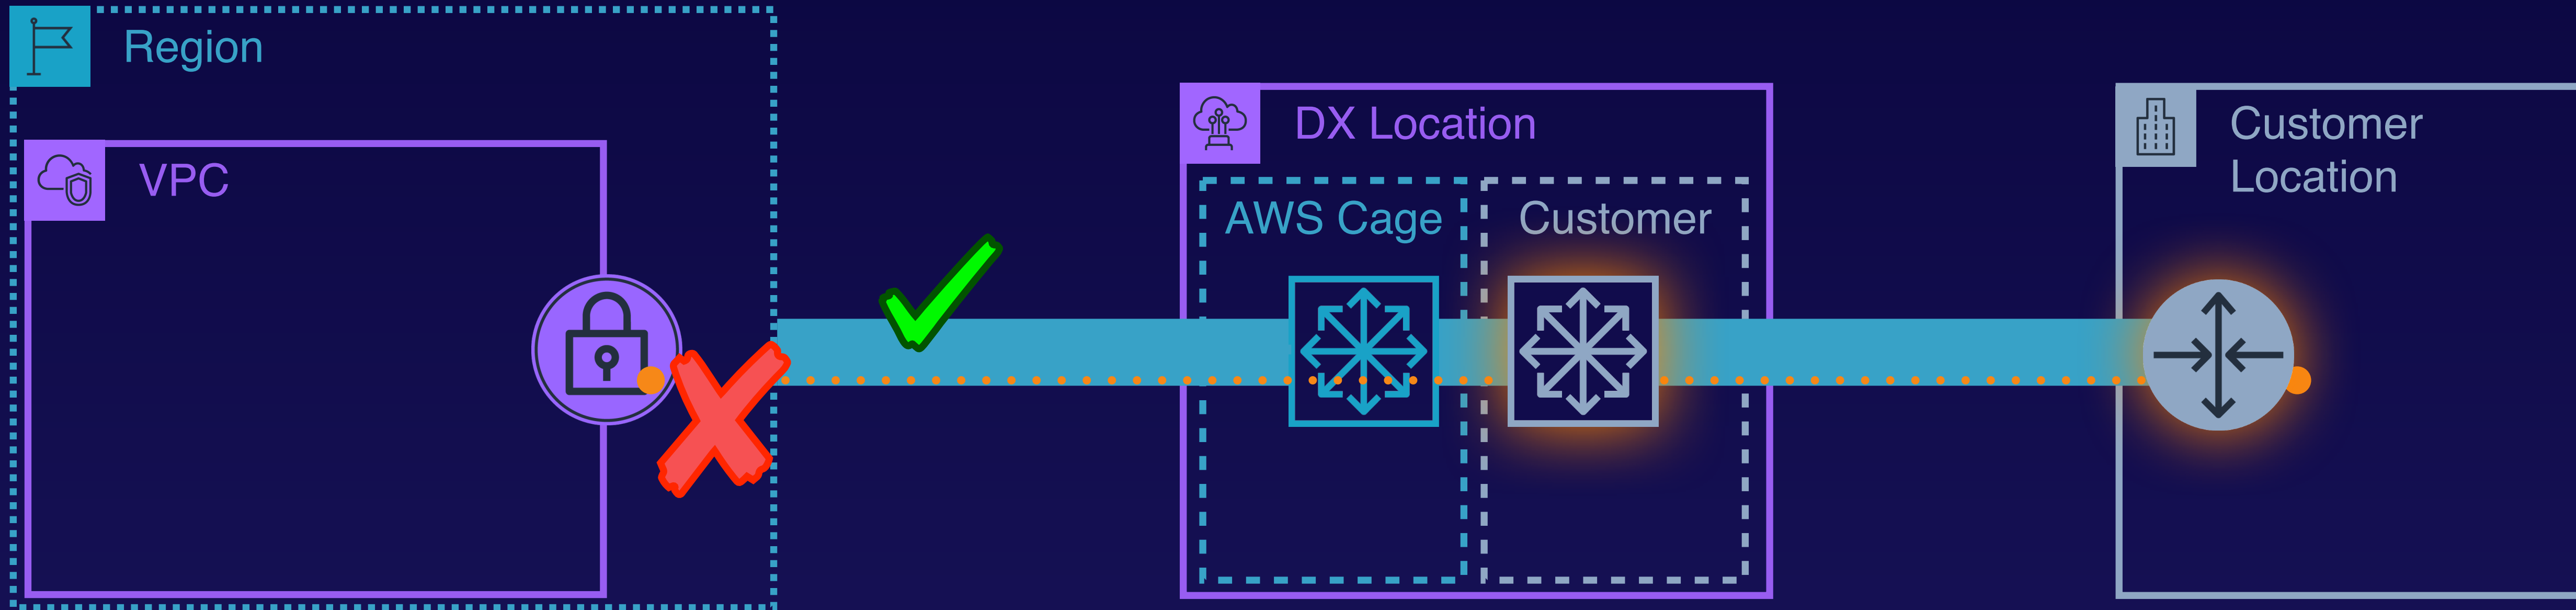 Region
VPC
DX Location
AWS Cage
Customer
Customer
Location